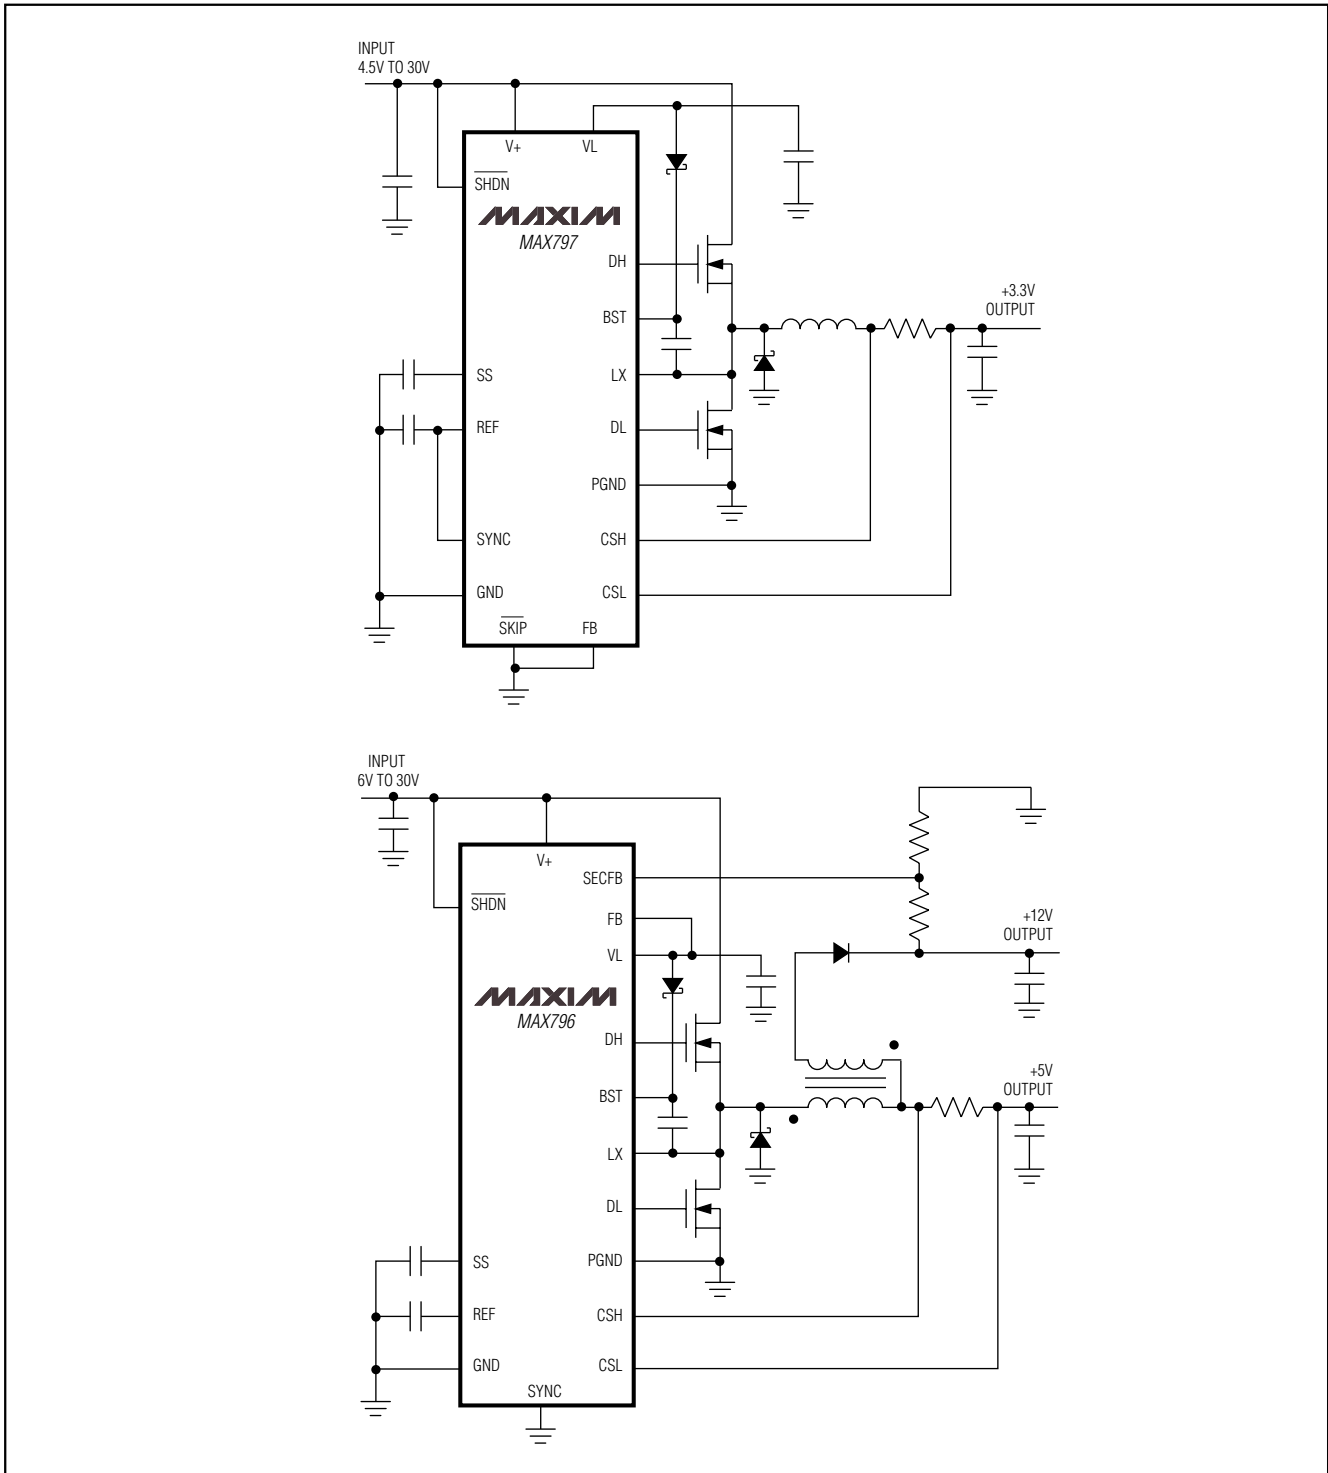 INPUT
4.5V TO 30V
V+
VL
SHDN
MAXIM
MAX797
DH
+3.3V
OUTPUT
BST
SS
LX
REF
DL
PGND
SYNC
CSH
GND
CSL
SKIP
FB
INPUT
6V TO 30V
V+
SECFB
SHDN
FB
+12V
OUTPUT
VL
MAXIM
MAX796
DH
+5V
OUTPUT
BST
LX
DL
SS
PGND
REF
CSH
GND
CSL
SYNC